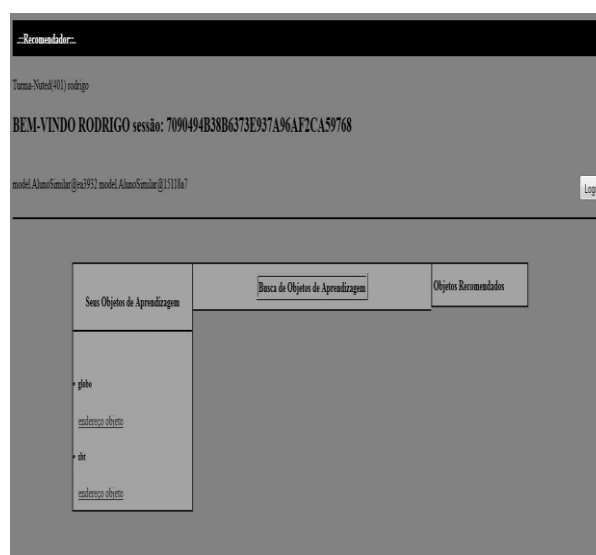 ..::Recomendador::..
Turma-Nuted(401) rodrigo
BEM-VINDO RODRIGO sessão: 7090494B38B6373E937A96AF2CA59768
model.AlunoSimilar@ea3932 model.AlunoSimilar@15118a7
Log
Seus Objetos de Aprendizagem
Busca de Objetos de Aprendizagem
Objetos Recomendados
• globo
endereço objeto
• sbt
endereço objeto